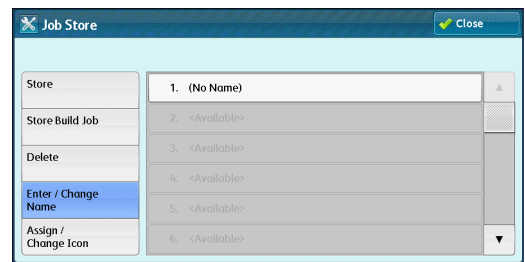 Job Store
Close
Store
Store Build Job
Delete
Enter / Change
Name
Assign /
Change Icon
1. (No Name)
2. <Available>
3. <Available>
4. <Available>
5. <Available>
6. <Available>